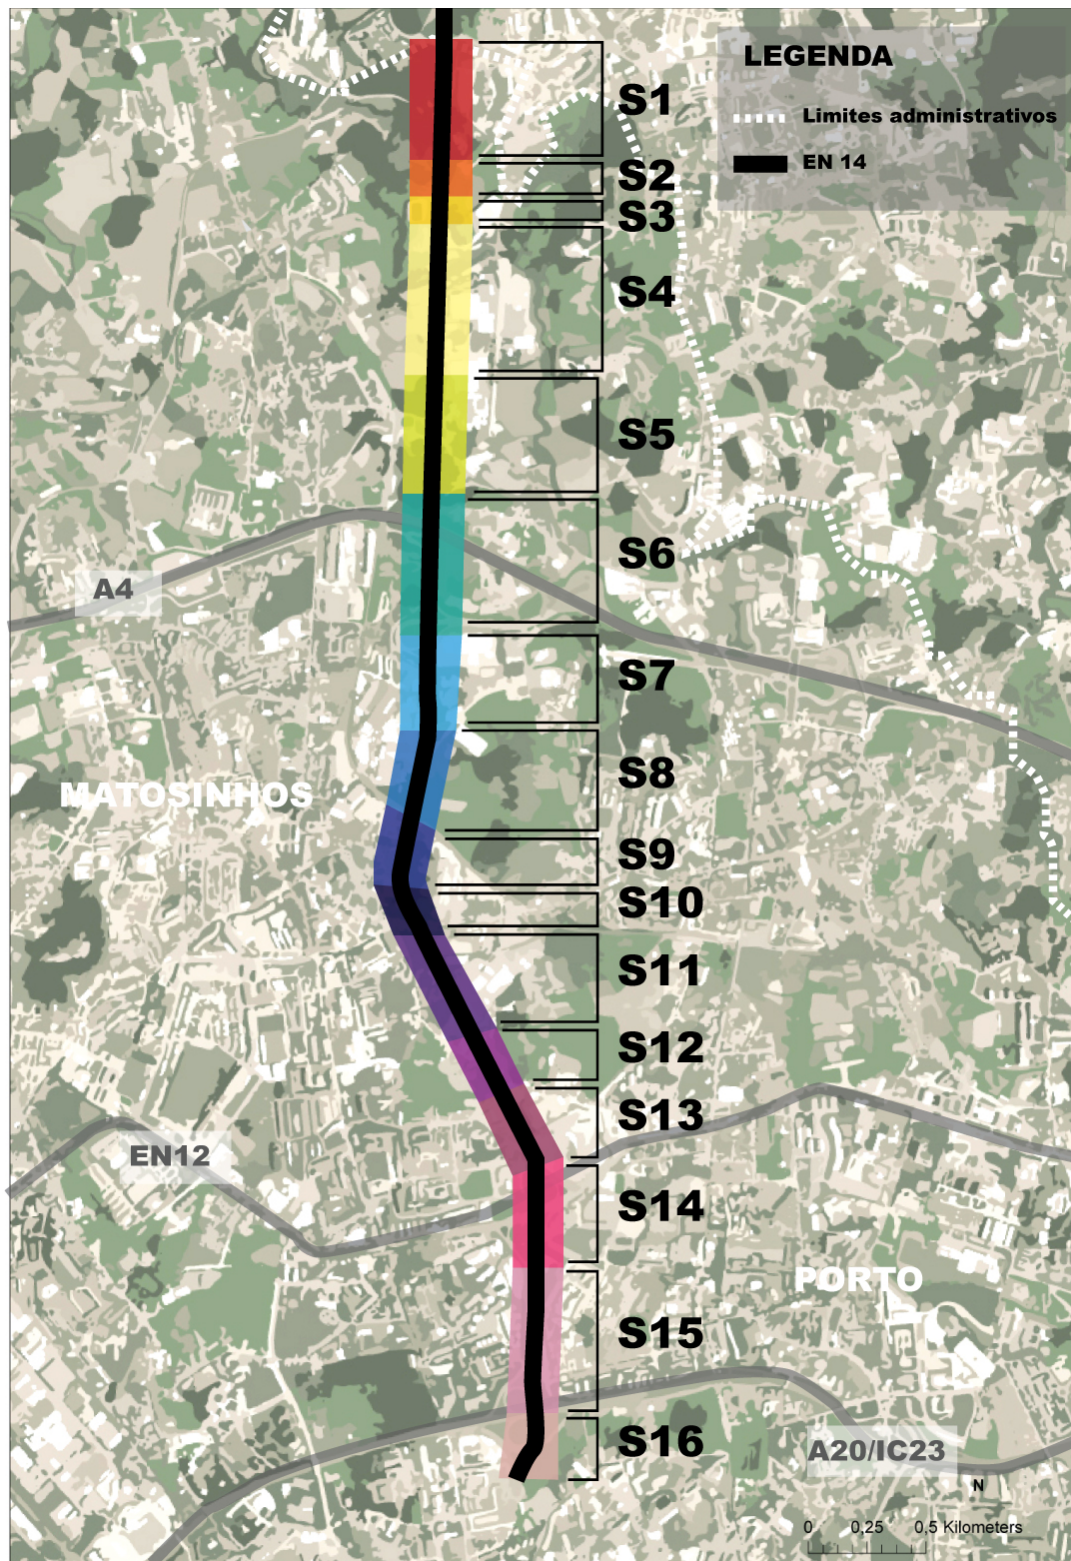 LEGENDA
Limites administrativos
EN 14
S1
S2
S3
S4
S5
S6
A4
S7
S8
MATOSINHOS
S9
S10
S11
S12
S13
EN12
S14
PORTO
S15
S16
A20/IC23
N
0 0,25 0,5 Kilometers